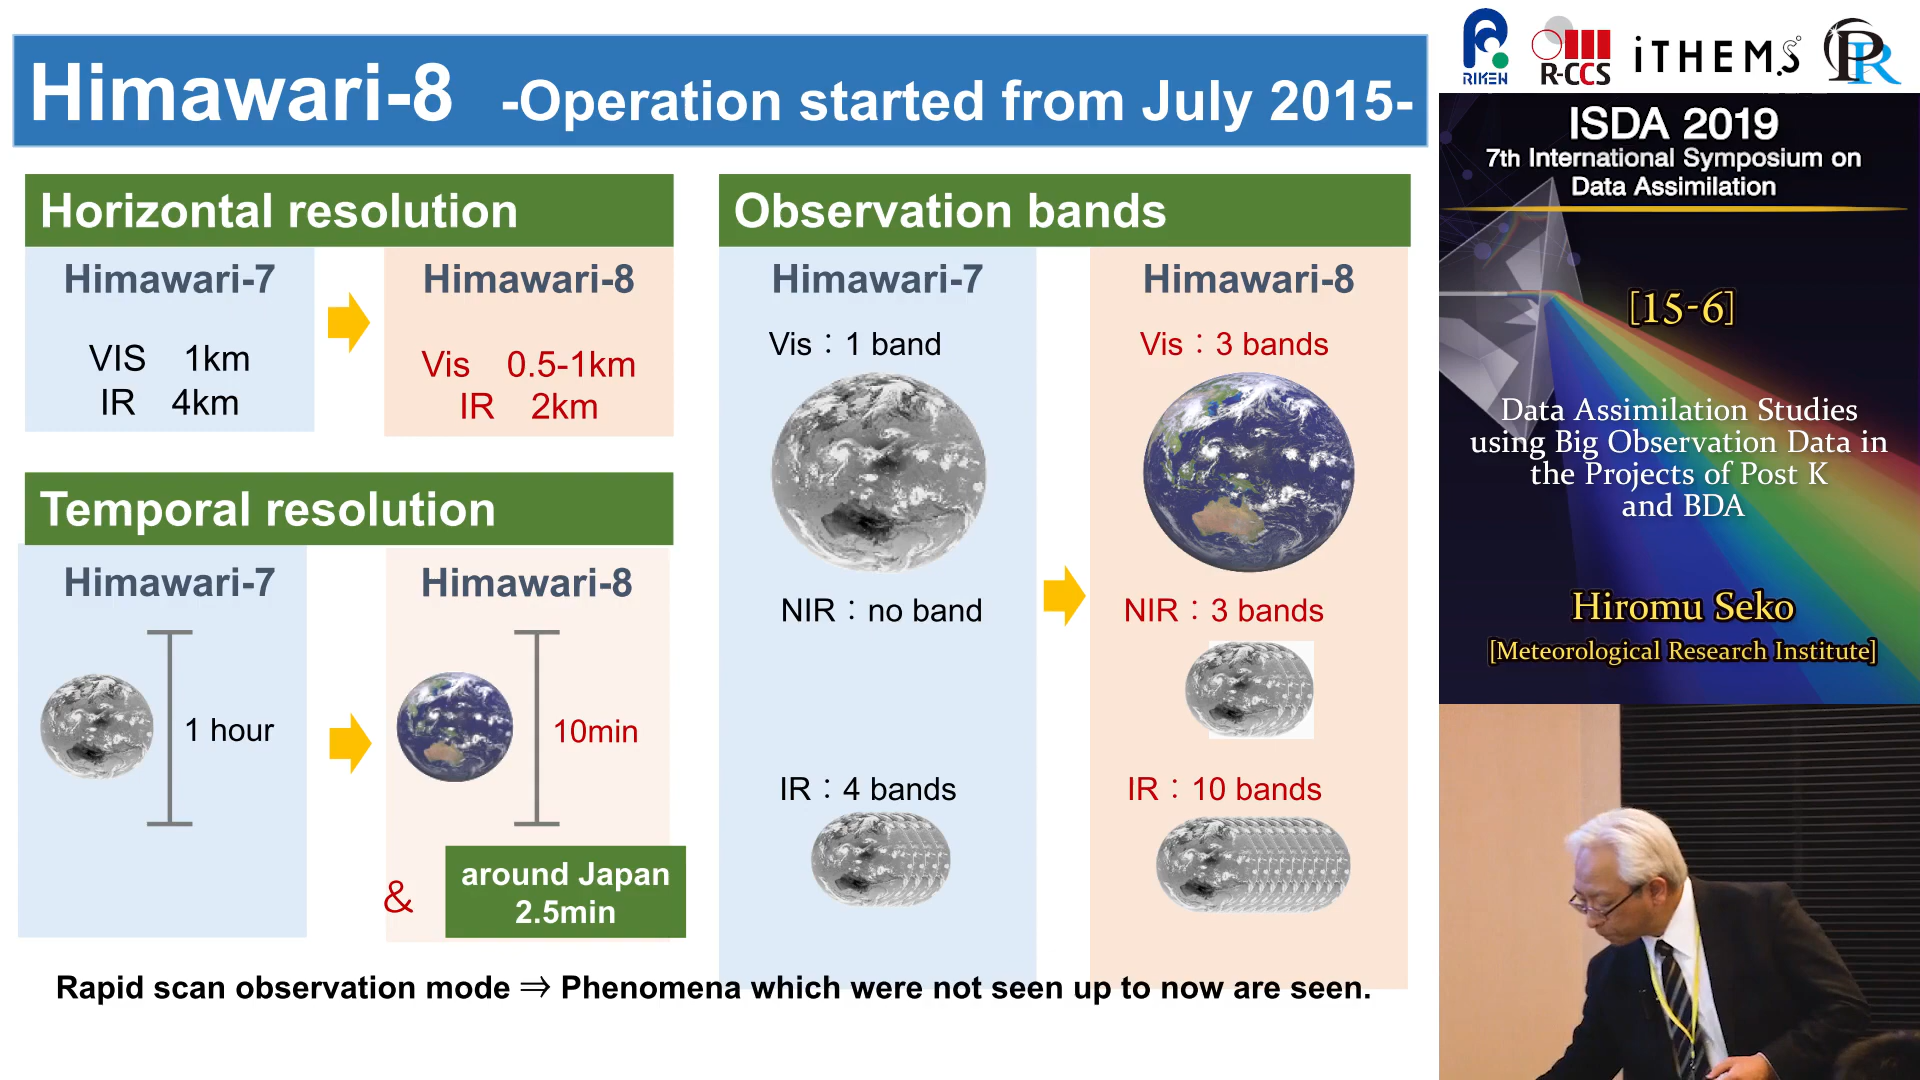 Himawari-8 -Operation started from July 2015-
Horizontal resolution
Himawari-7
VIS 1km
IR 4km
Himawari-8
Vis 0.5-1km
IR 2km
Temporal resolution
Himawari-7
1 hour
Himawari-8
10min
&
around Japan
2.5min
Observation bands
Himawari-7
Vis：1 band
NIR：no band
IR：4 bands
Himawari-8
Vis：3 bands
NIR：3 bands
IR：10 bands
Rapid scan observation mode ⇒ Phenomena which were not seen up to now are seen.
RIKEN
R-CCS
iTHEMS
PR
ISDA 2019
7th International Symposium on
Data Assimilation
[15-6]
Data Assimilation Studies
using Big Observation Data in
the Projects of Post K
and BDA
Hiromu Seko
[Meteorological Research Institute]